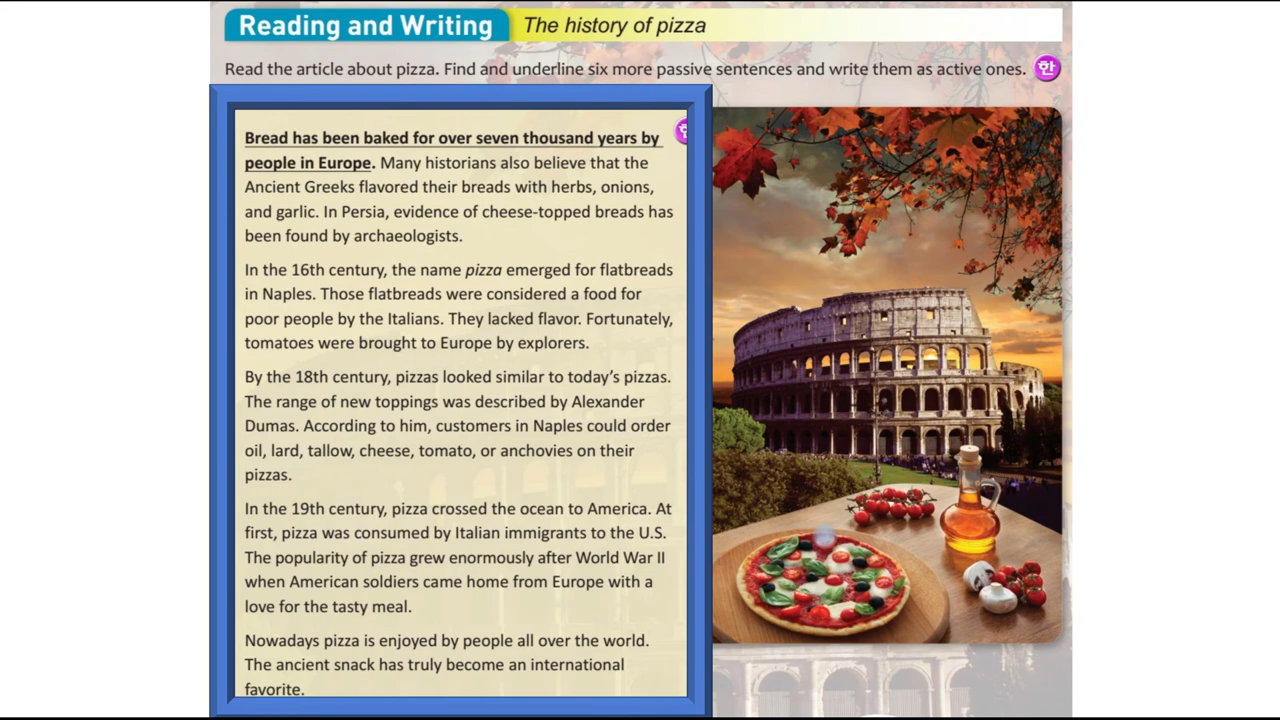 Reading and Writing The history of pizza
Read the article about pizza. Find and underline six more passive sentences and write them as active ones. 한
Bread has been baked for over seven thousand years by
people in Europe. Many historians also believe that the
Ancient Greeks flavored their breads with herbs, onions,
and garlic. In Persia, evidence of cheese-topped breads has
been found by archaeologists.
In the 16th century, the name pizza emerged for flatbreads
in Naples. Those flatbreads were considered a food for
poor people by the Italians. They lacked flavor. Fortunately,
tomatoes were brought to Europe by explorers.
By the 18th century, pizzas looked similar to today's pizzas.
The range of new toppings was described by Alexander
Dumas. According to him, customers in Naples could order
oil, lard, tallow, cheese, tomato, or anchovies on their
pizzas.
In the 19th century, pizza crossed the ocean to America. At
first, pizza was consumed by Italian immigrants to the U.S.
The popularity of pizza grew enormously after World War II
when American soldiers came home from Europe with a
love for the tasty meal.
Nowadays pizza is enjoyed by people all over the world.
The ancient snack has truly become an international
favorite.